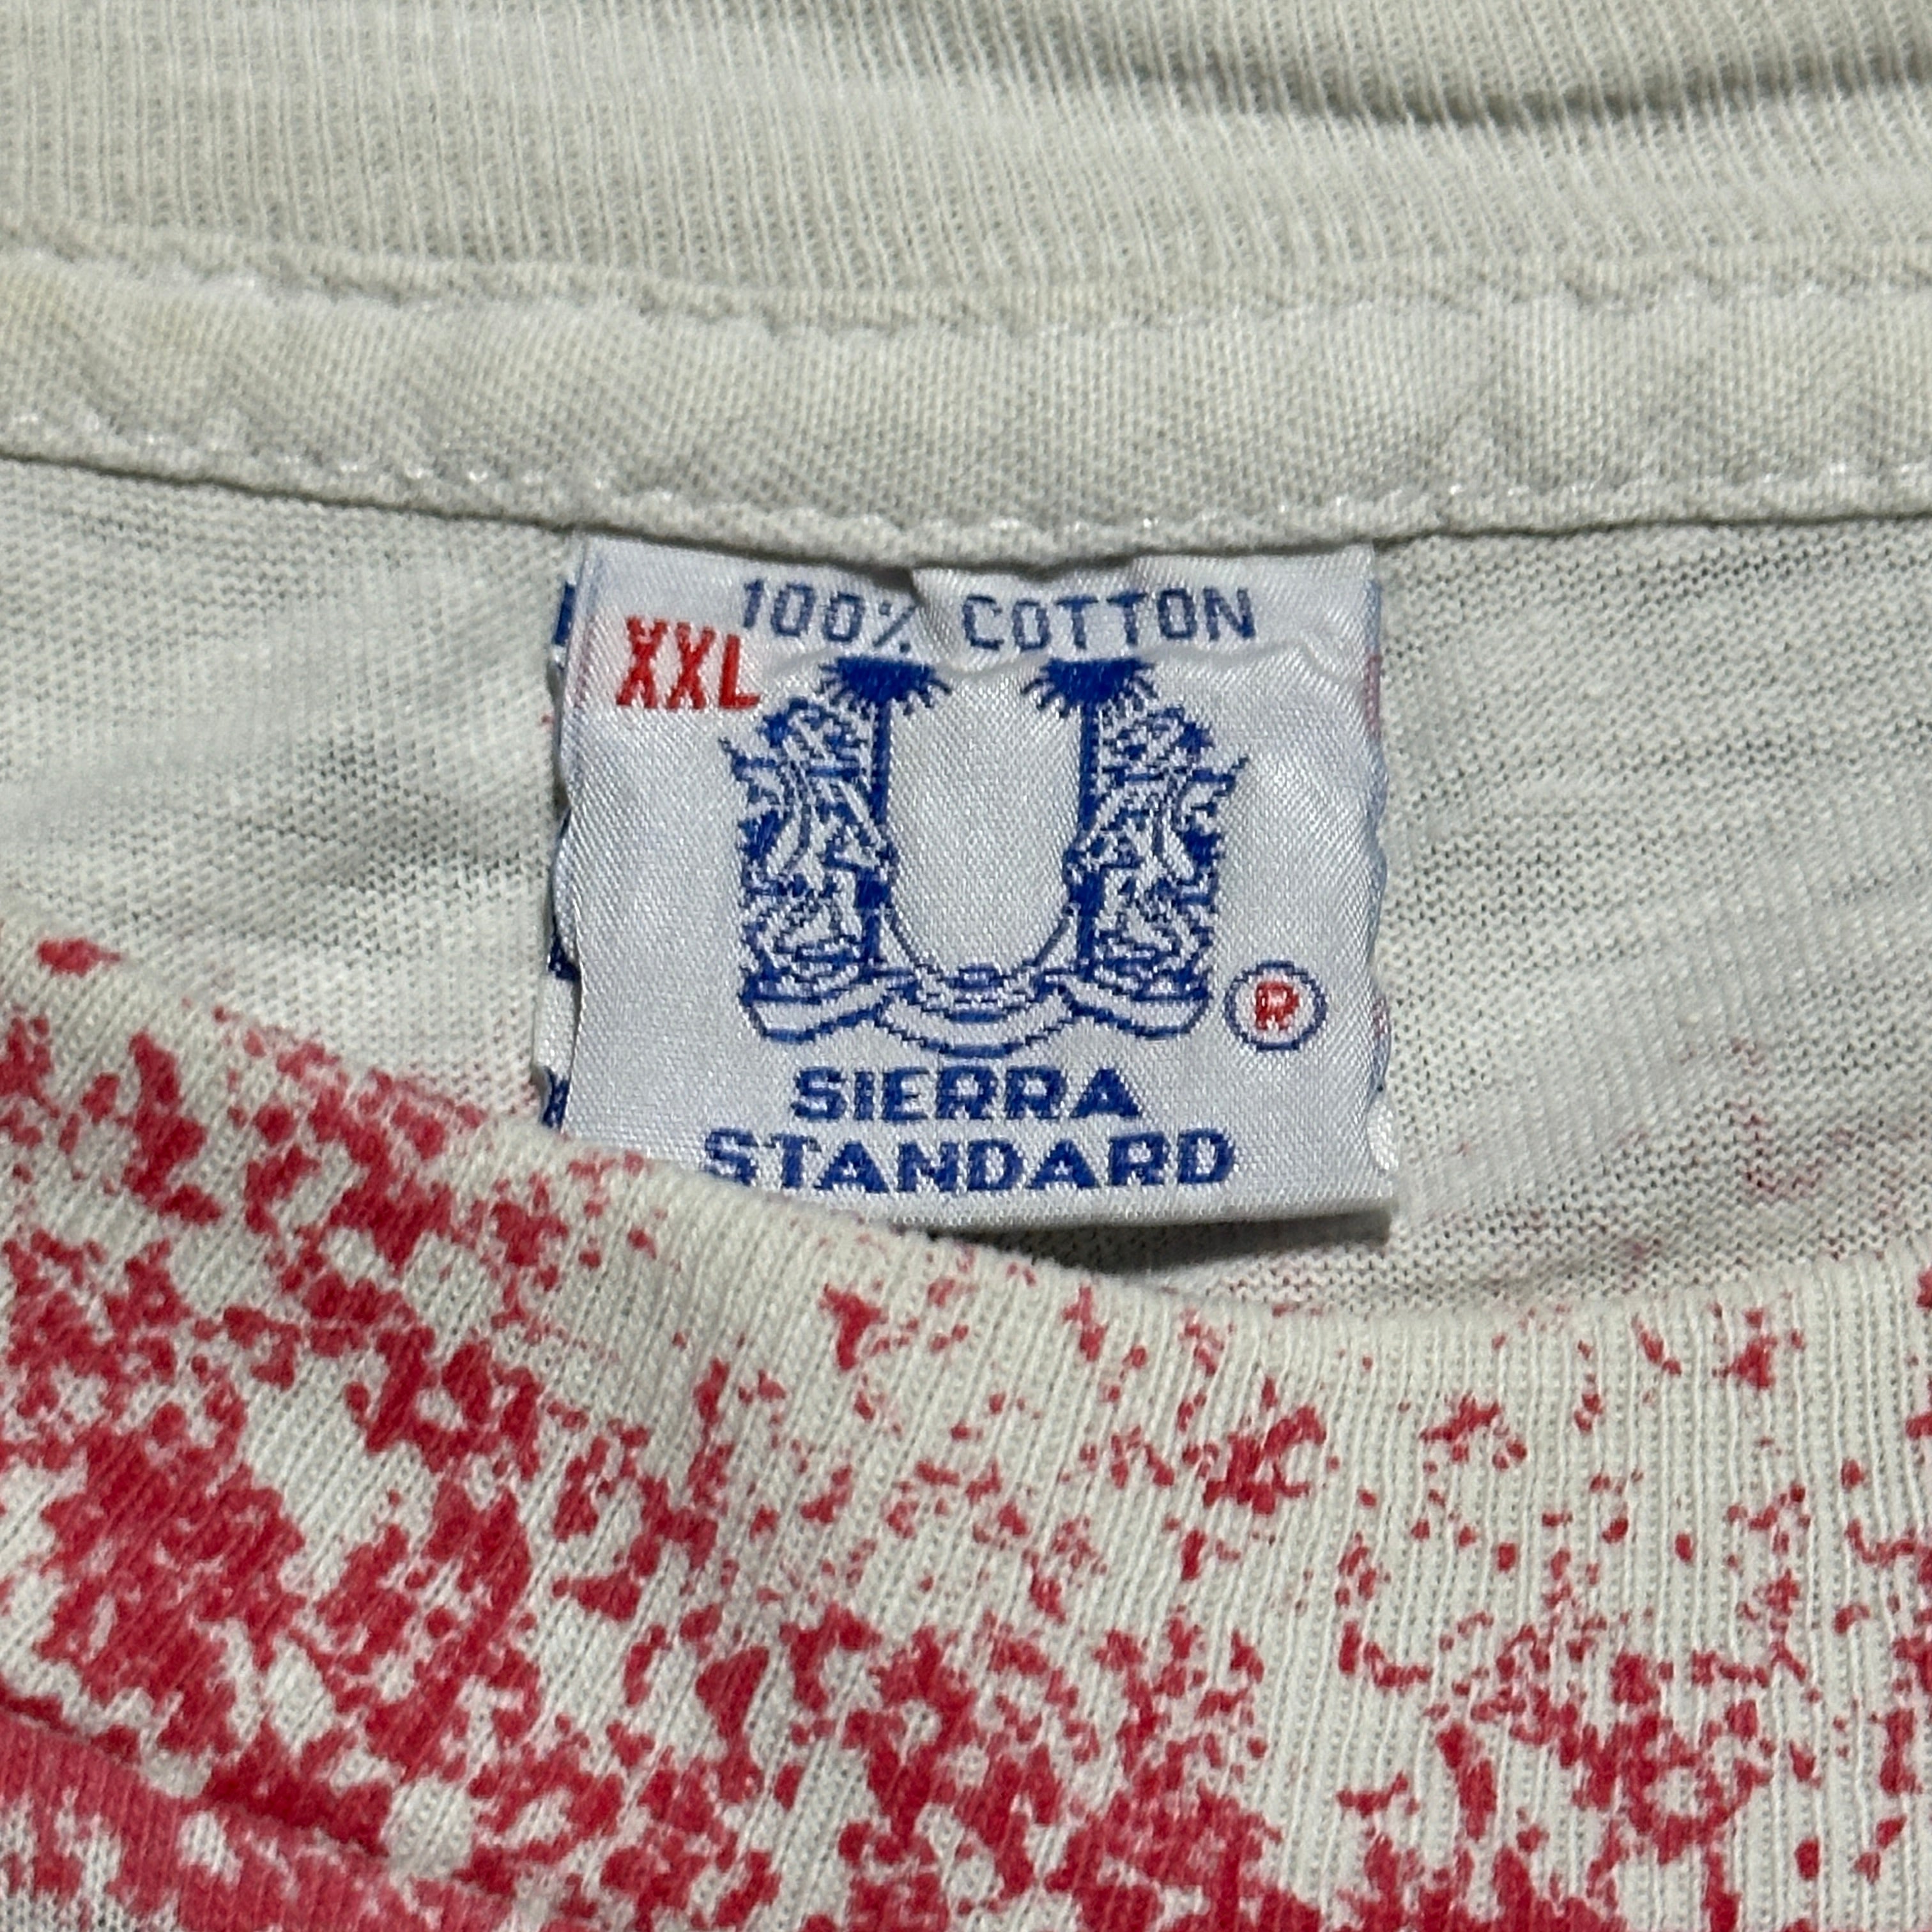 100% COTTON
XXL
U
®
SIERRA
STANDARD